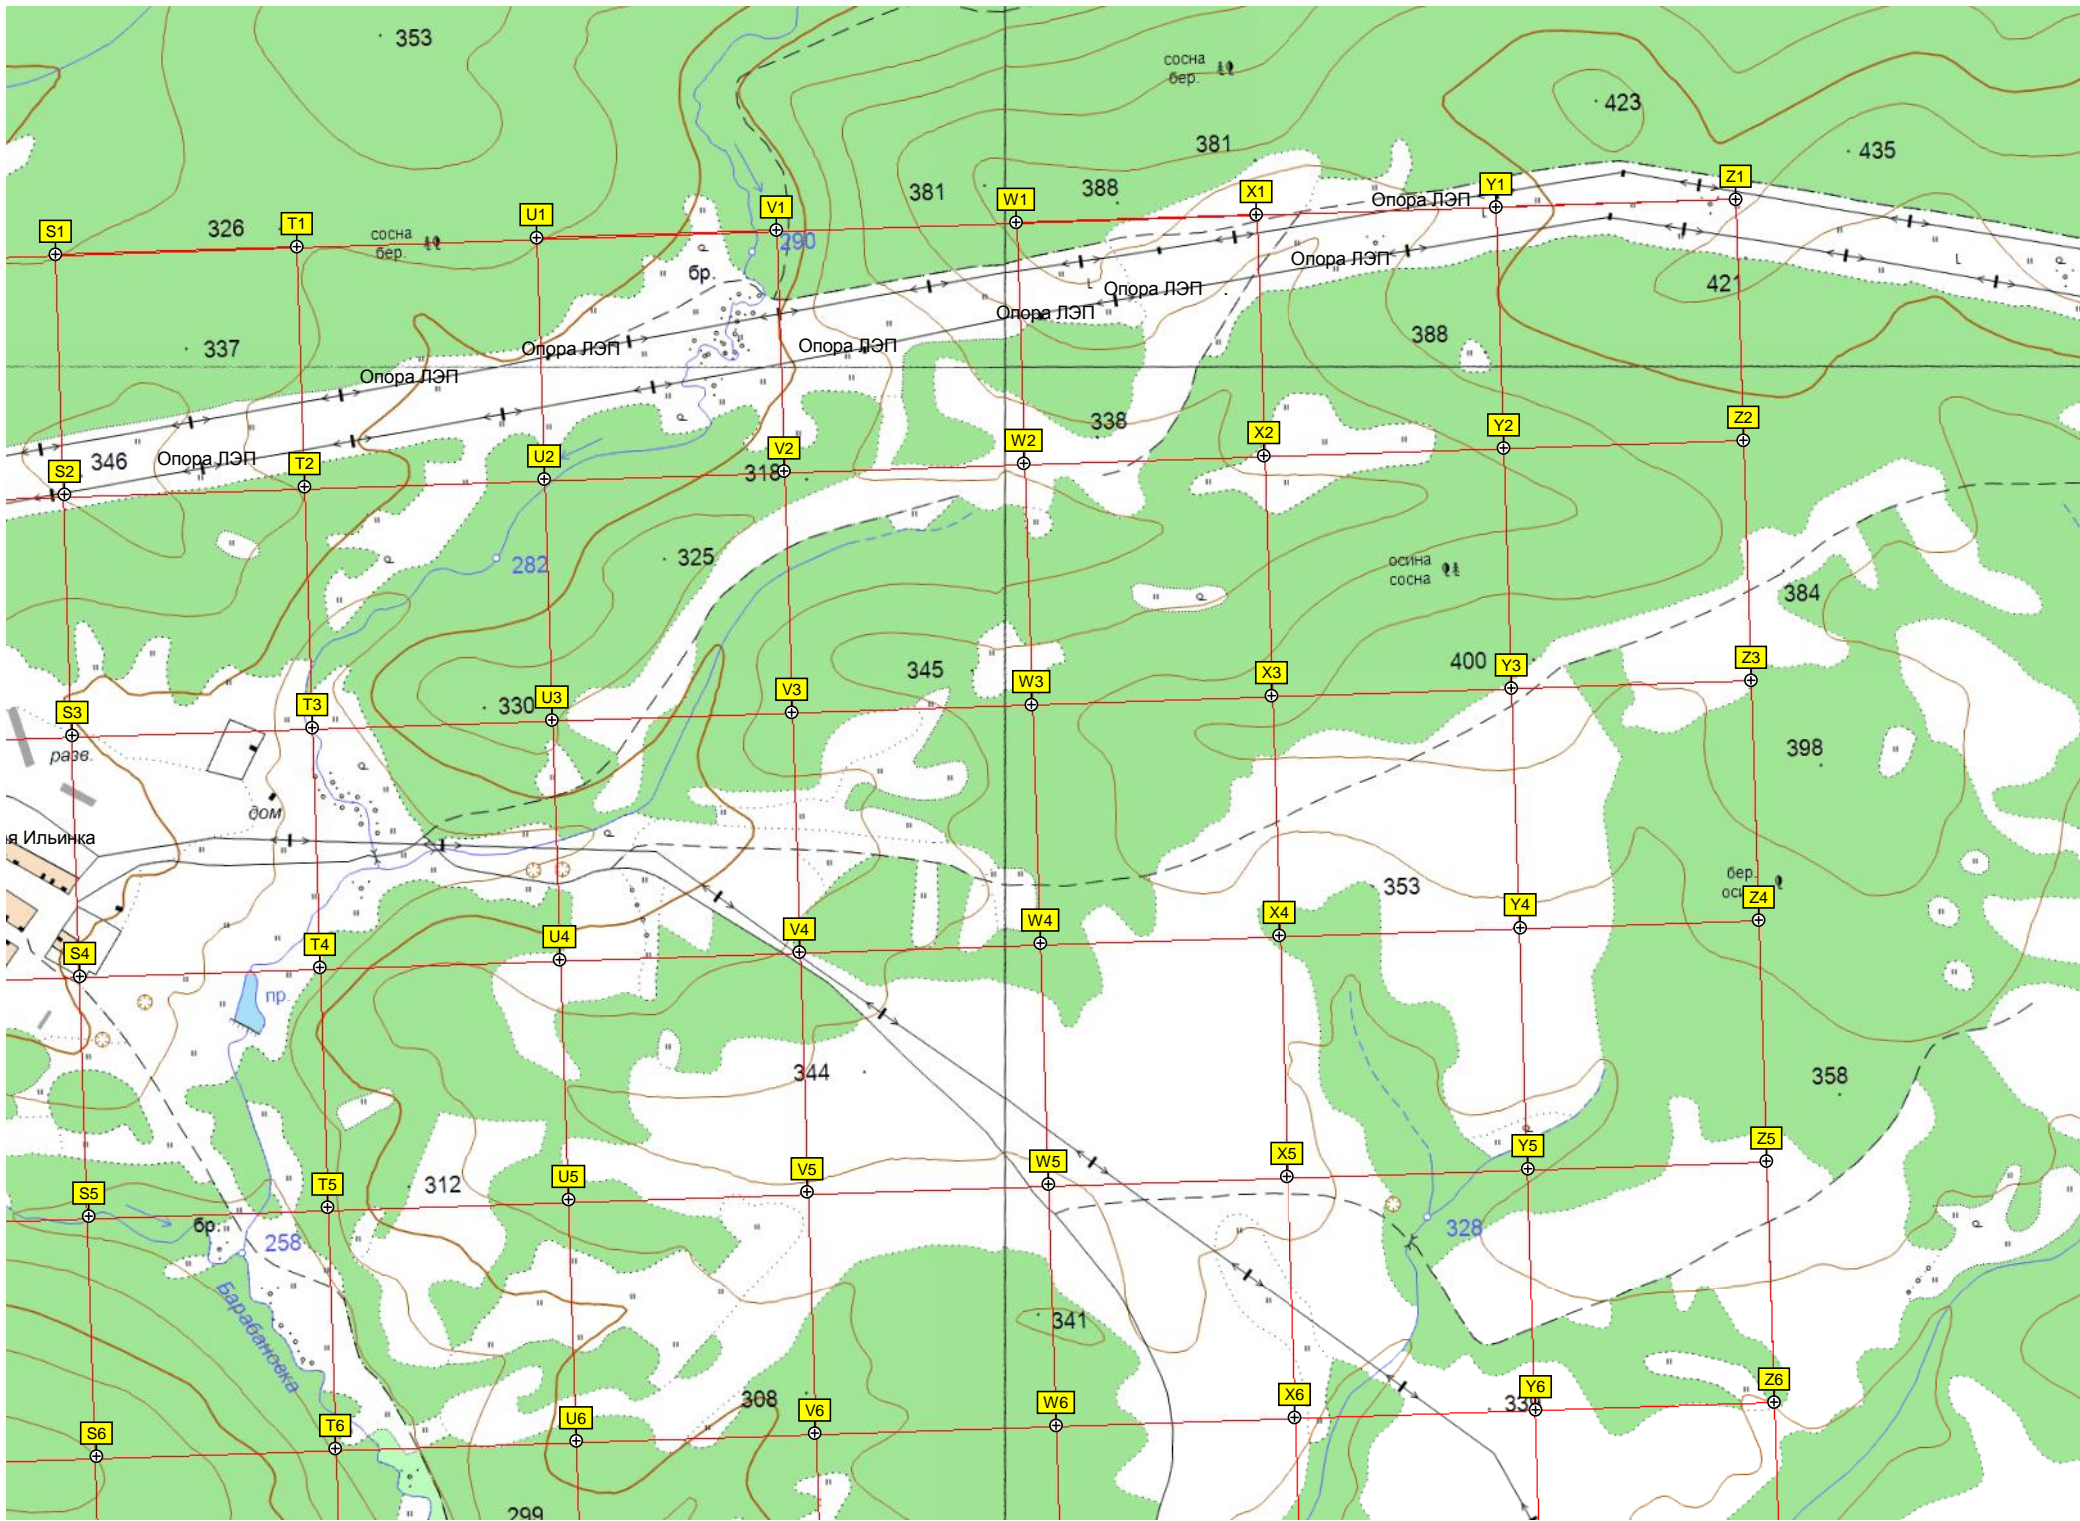 353
сосна
бер.
423
381
435
Z1
Y1
X1
W1
V1
U1
T1
S1
381
388
Опора ЛЭП
326
сосна
бер.
290
бр.
Опора ЛЭП
421
Опора ЛЭП
Опора ЛЭП
388
337
Опора ЛЭП
Опора ЛЭП
Опора ЛЭП
338
Z2
Y2
X2
W2
V2
U2
T2
S2
346
Опора ЛЭП
318
325
282
осина
сосна
384
345
400
Z3
Y3
X3
W3
V3
U3
T3
S3
330
398
разв.
дом
я Ильинка
353
бер.
Z4
Y4
X4
W4
V4
U4
T4
S4
пр.
344
358
Z5
Y5
X5
W5
V5
U5
T5
S5
312
бр.
258
328
Барабановка
341
Z6
Y6
X6
W6
V6
U6
T6
S6
308
299